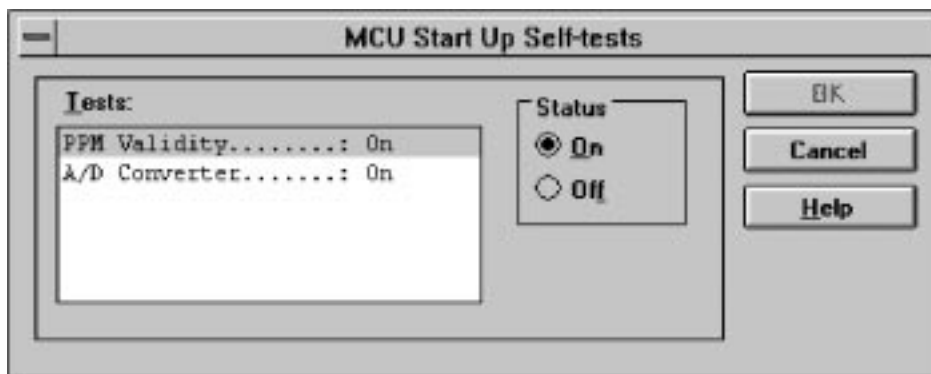 MCU Start Up Self-tests
Tests:
PPM Validity........: On
A/D Converter.......: On
Status
On
Off
OK
Cancel
Help